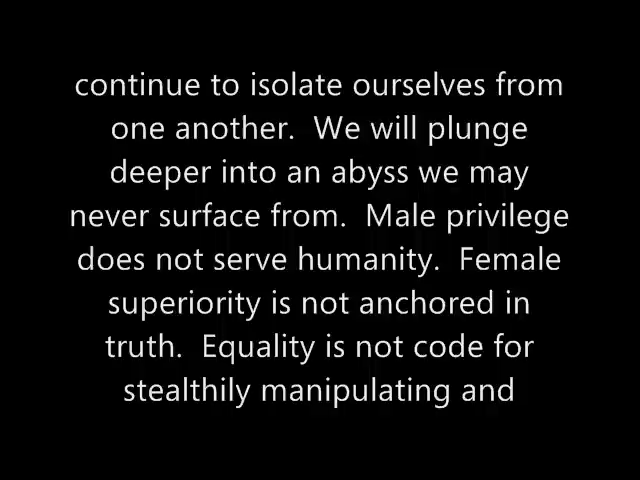 continue to isolate ourselves from
one another.  We will plunge
deeper into an abyss we may
never surface from.  Male privilege
does not serve humanity.  Female
superiority is not anchored in
truth.  Equality is not code for
stealthily manipulating and